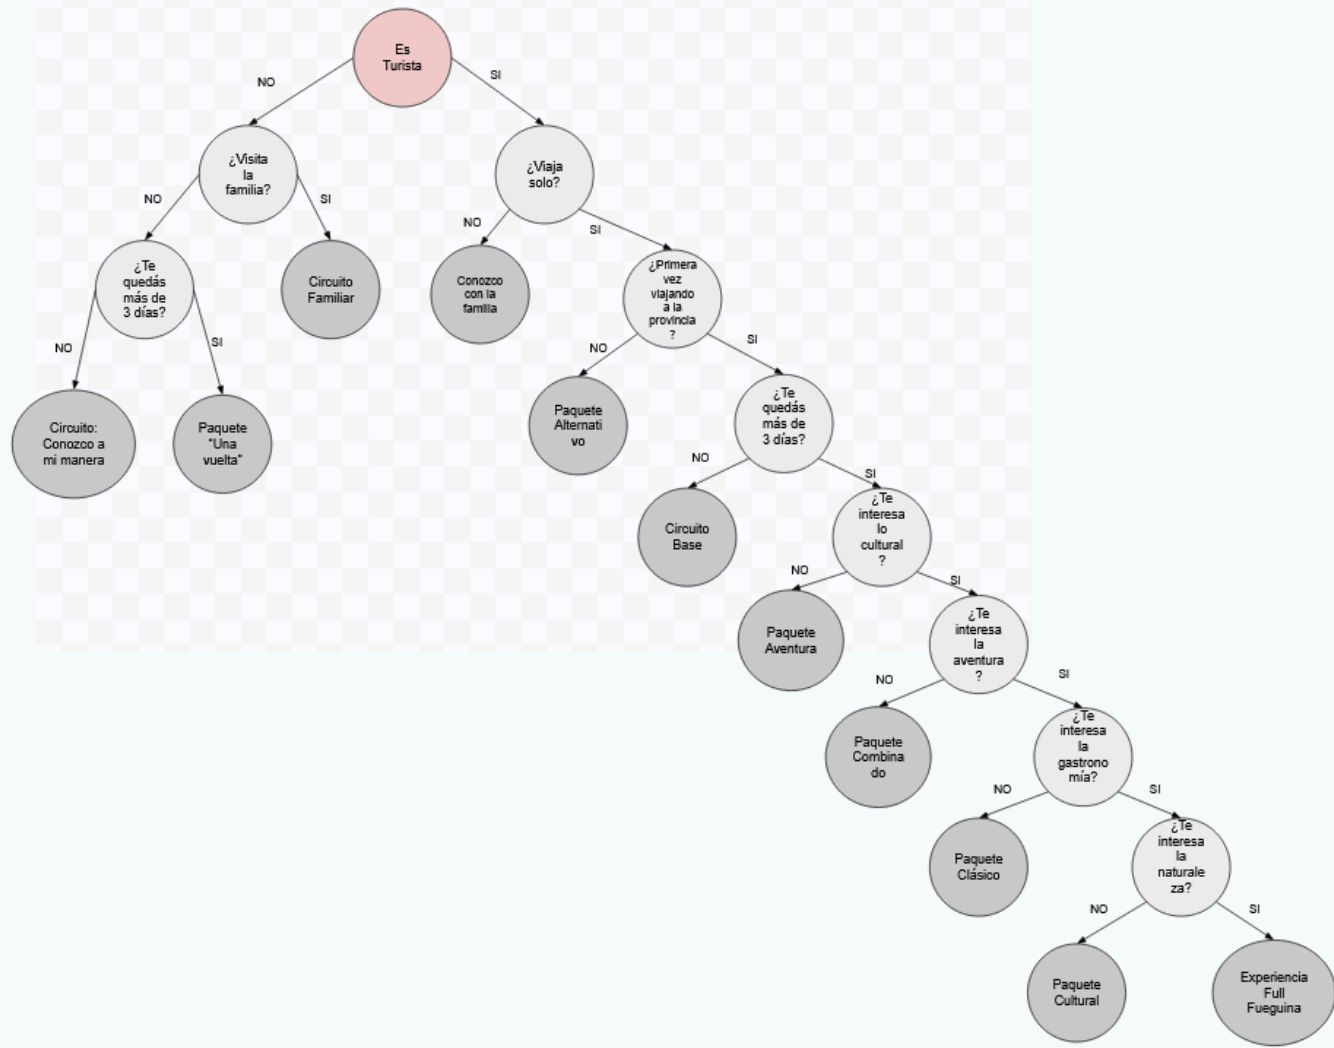 Es
Turista
NO
SI
¿Visita
la
familia?
¿Viaja
solo?
NO
SI
NO
SI
¿Te
quedás
más de
3 días?
Circuito
Familiar
Conozco
con la
familia
¿Primera
vez
viajando
a la
provincia
?
NO
SI
NO
SI
Circuito:
Conozco a
mi manera
Paquete
"Una
vuelta"
Paquete
Alternati
vo
¿Te
quedás
más de
3 días?
NO
SI
Circuito
Base
¿Te
interesa
lo
cultural
?
NO
SI
Paquete
Aventura
¿Te
interesa
la
aventura
?
NO
SI
Paquete
Combina
do
¿Te
interesa
la
gastrono
mía?
NO
SI
Paquete
Clásico
¿Te
interesa
la
naturale
za?
NO
SI
Paquete
Cultural
Experiencia
Full
Fueguina